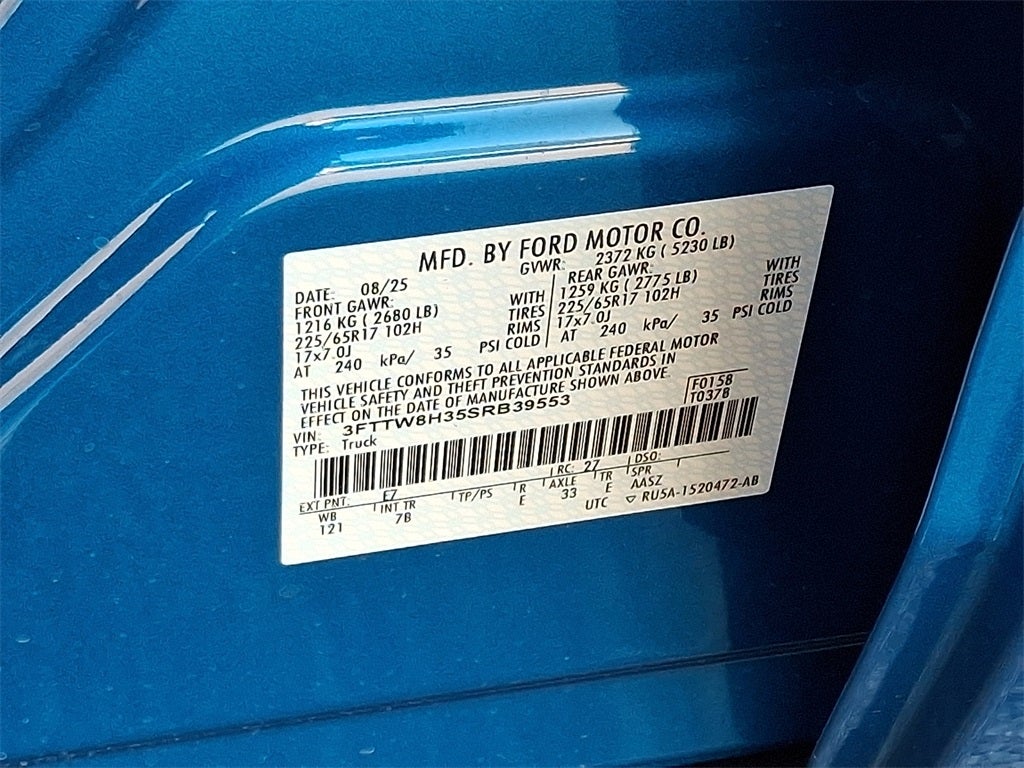 MFD. BY FORD MOTOR CO.
DATE: 08/25 GVWR: 2372 KG ( 5230 LB)
FRONT GAWR: REAR GAWR:
1216 KG ( 2680 LB) WITH 1259 KG ( 2775 LB) WITH
225/65R17 102H TIRES 225/65R17 102H TIRES
17x7.0J RIMS 17x7.0J RIMS
AT 240 kPa/ 35 PSI COLD AT 240 kPa/ 35 PSI COLD
THIS VEHICLE CONFORMS TO ALL APPLICABLE FEDERAL MOTOR
VEHICLE SAFETY AND THEFT PREVENTION STANDARDS IN
EFFECT ON THE DATE OF MANUFACTURE SHOWN ABOVE.
VIN: 3FTTW8H35SRB39553 F0158
TYPE: Truck T037B
EXT PNT: E7 RC: 27 DSO:
WB INT TR TP/PS R AXLE TR SPR
121 7B E 33 E AASZ
UTC ▽ RU5A-1520472-AB